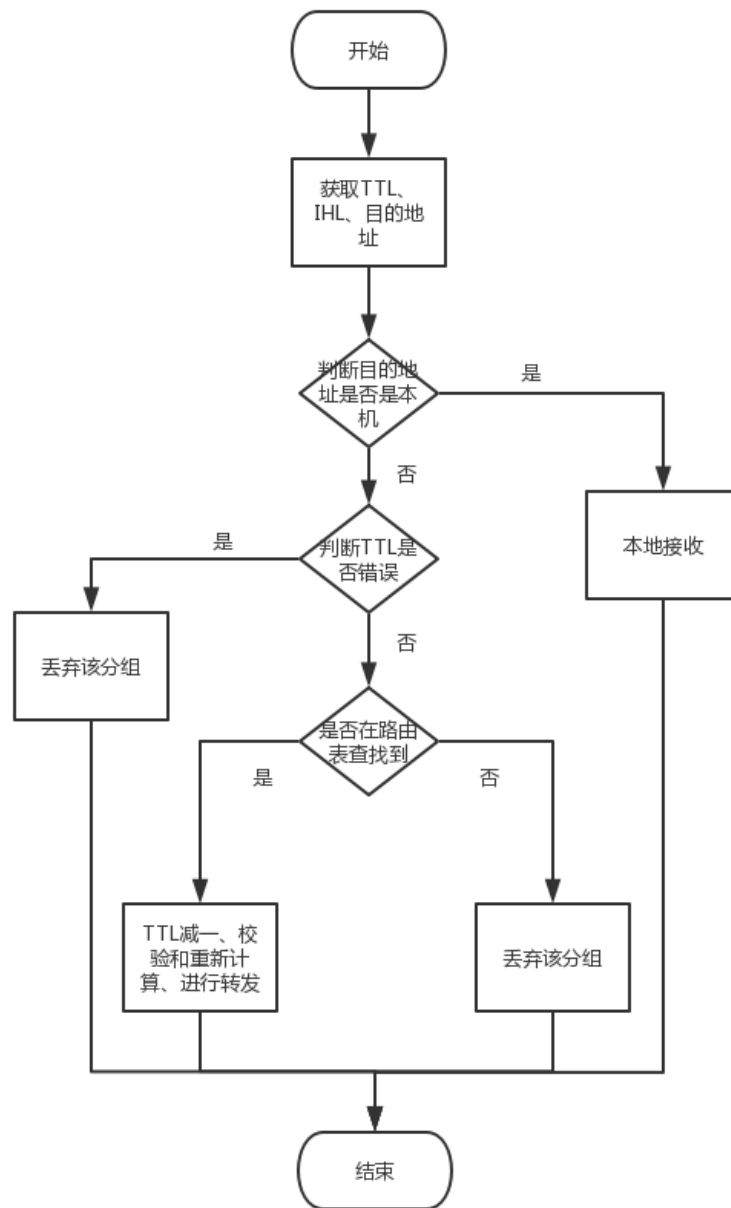 开始
获取TTL、
IHL、目的地
址
判断目的地
址是否是本
机
是
否
判断TTL是
否错误
是
本地接收
否
丢弃该分组
是否在路由
表查找到
是
否
TTL减一、校
验和重新计
算、进行转发
丢弃该分组
结束